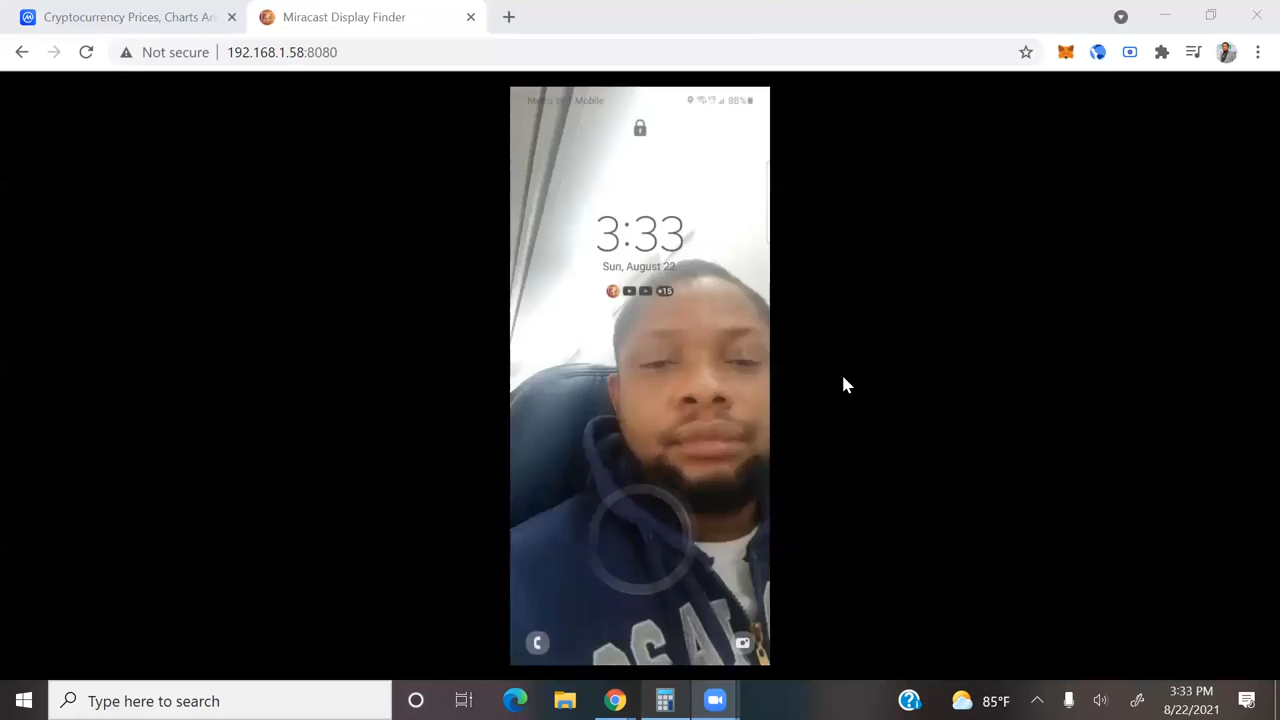 Cryptocurrency Prices, Charts An
Miracast Display Finder
Not secure
192.168.1.58:8080
Mobile
88%
3:33
Sun, August 22
+15
Type here to search
85°F
3:33 PM
8/22/2021